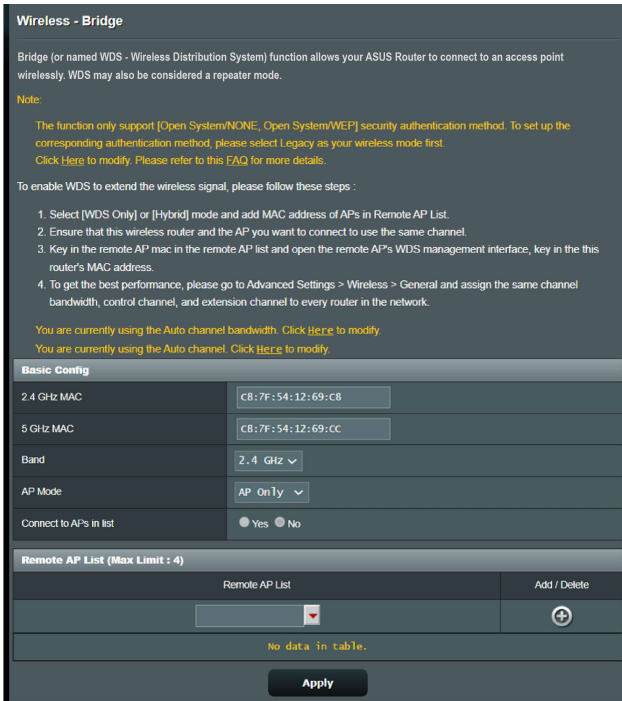 Wireless - Bridge
Bridge (or named WDS - Wireless Distribution System) function allows your ASUS Router to connect to an access point
wirelessly. WDS may also be considered a repeater mode.
Note:
The function only support [Open System/NONE, Open System/WEP] security authentication method. To set up the
corresponding authentication method, please select Legacy as your wireless mode first.
Click Here to modify. Please refer to this FAQ for more details.
To enable WDS to extend the wireless signal, please follow these steps :
1. Select [WDS Only] or [Hybrid] mode and add MAC address of APs in Remote AP List.
2. Ensure that this wireless router and the AP you want to connect to use the same channel.
3. Key in the remote AP mac in the remote AP list and open the remote AP's WDS management interface, key in the this
router's MAC address.
4. To get the best performance, please go to Advanced Settings > Wireless > General and assign the same channel
bandwidth, control channel, and extension channel to every router in the network.
You are currently using the Auto channel bandwidth. Click Here to modify.
You are currently using the Auto channel. Click Here to modify.
Basic Config
2.4 GHz MAC C8:7F:54:12:69:C8
5 GHz MAC C8:7F:54:12:69:CC
Band 2.4 GHz
AP Mode AP Only
Connect to APs in list Yes No
Remote AP List (Max Limit : 4)
Remote AP List Add / Delete
No data in table.
Apply